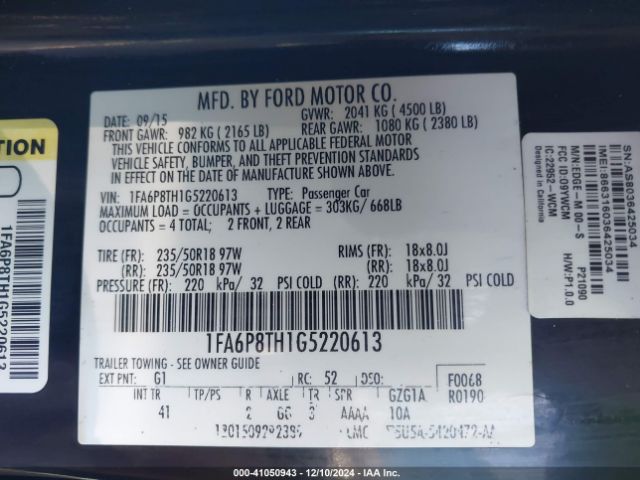 MFD. BY FORD MOTOR CO.
DATE: 09/15 GVWR: 2041 KG ( 4500 LB)
FRONT GAWR: 982 KG ( 2165 LB) REAR GAWR: 1080 KG ( 2380 LB)
THIS VEHICLE CONFORMS TO ALL APPLICABLE FEDERAL MOTOR
VEHICLE SAFETY, BUMPER, AND THEFT PREVENTION STANDARDS
IN EFFECT ON THE DATE OF MANUFACTURE SHOWN ABOVE.
VIN: 1FA6P8TH1G5220613 TYPE: Passenger Car
MAXIMUM LOAD = OCCUPANTS + LUGGAGE = 303KG/ 668LB
OCCUPANTS = 4 TOTAL; 2 FRONT, 2 REAR
TIRE (FR): 235/50R18 97W RIMS (FR): 18x8.0J
(RR): 235/50R18 97W (RR): 18x8.0J
PRESSURE (FR): 220 kPa/ 32 PSI COLD (RR): 220 kPa/ 32 PSI COLD
1FA6P8TH1G5220613
TRAILER TOWING - SEE OWNER GUIDE
EXT PNT: G1 RC: 52 DSO: F0068
INT TR TP/PS R AXLE TR SPR GZG1A R0190
41 2 3 AAAA 10A
TION
1FA6P8TH1G5220613
SN:ASB036425034
IMEI:866316036425034
M/N:EDGE-M 00-S P21090
FCC ID:O9YWCM H/W:P1.0.0
IC:22952-WCM
Designed in California
000-41050943 - 12/10/2024 - IAA Inc.